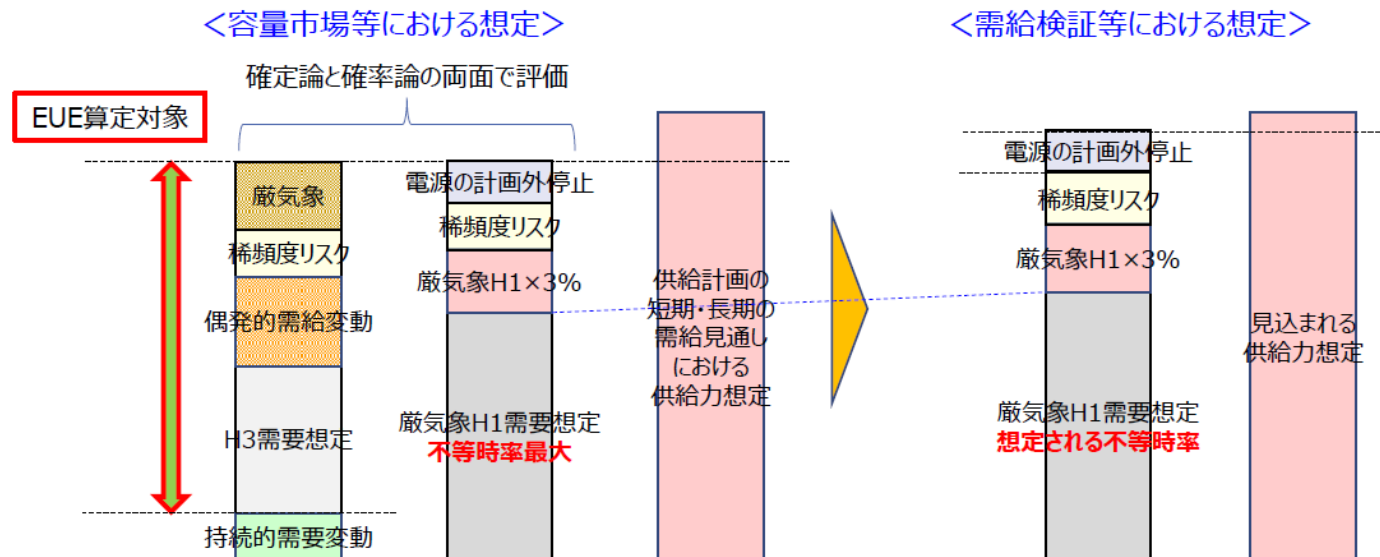 ＜容量市場等における想定＞
＜需給検証等における想定＞
確定論と確率論の両面で評価
EUE算定対象
厳気象
稀頻度リスク
偶発的需給変動
H3需要想定
持続的需要変動
電源の計画外停止
稀頻度リスク
厳気象H1×3%
厳気象H1需要想定
不等時率最大
供給計画の
短期・長期の
需給見通し
における
供給力想定
電源の計画外停止
稀頻度リスク
厳気象H1×3%
厳気象H1需要想定
想定される不等時率
見込まれる
供給力想定